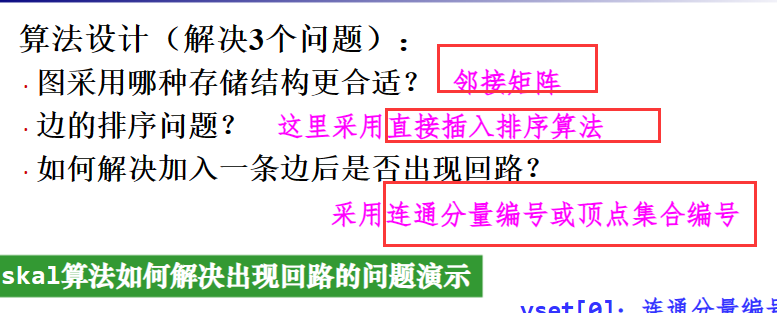 算法设计（解决3个问题）：
· 图采用哪种存储结构更合适？ 邻接矩阵
· 边的排序问题？ 这里采用直接插入排序算法
· 如何解决加入一条边后是否出现回路？
采用连通分量编号或顶点集合编号
skal算法如何解决出现回路的问题演示
vset[0]：连通分量编号